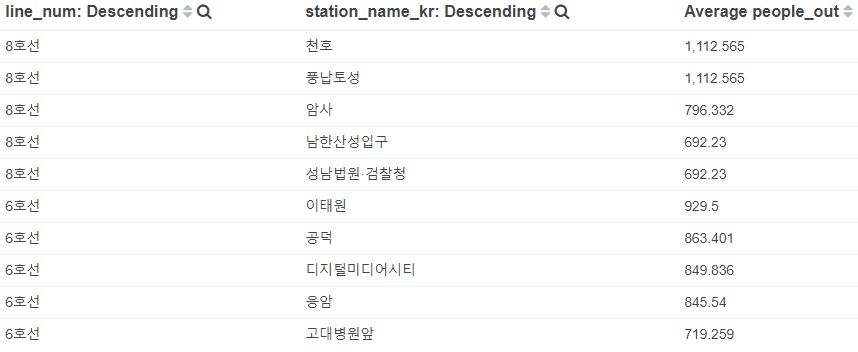 line_num: Descending station_name_kr: Descending Average people_out
8호선 천호 1,112.565
8호선 풍납토성 1,112.565
8호선 암사 796.332
8호선 남한산성입구 692.23
8호선 성남법원·검찰청 692.23
6호선 이태원 929.5
6호선 공덕 863.401
6호선 디지털미디어시티 849.836
6호선 응암 845.54
6호선 고대병원앞 719.259